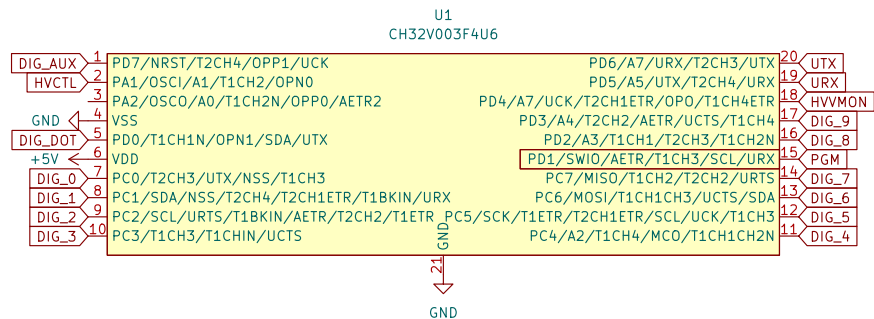 U1
CH32V003F4U6
DIG_AUX 1 PD7/NRST/T2CH4/OPP1/UCK PD6/A7/URX/T2CH3/UTX 20 UTX
HVCTL 2 PA1/OSCI/A1/T1CH2/OPN0 PD5/A5/UTX/T2CH4/URX 19 URX
3 PA2/OSCO/A0/T1CH2N/OPP0/AETR2 PD4/A7/UCK/T2CH1ETR/OPO/T1CH4ETR 18 HVVMON
GND 4 VSS PD3/A4/T2CH2/AETR/UCTS/T1CH4 17 DIG_9
DIG_DOT 5 PD0/T1CH1N/OPN1/SDA/UTX PD2/A3/T1CH1/T2CH3/T1CH2N 16 DIG_8
+5V 6 VDD PD1/SWIO/AETR/T1CH3/SCL/URX 15 PGM
DIG_0 7 PC0/T2CH3/UTX/NSS/T1CH3 PC7/MISO/T1CH2/T2CH2/URTS 14 DIG_7
DIG_1 8 PC1/SDA/NSS/T2CH4/T2CH1ETR/T1BKIN/URX PC6/MOSI/T1CH1CH3/UCTS/SDA 13 DIG_6
DIG_2 9 PC2/SCL/URTS/T1BKIN/AETR/T2CH2/T1ETR PC5/SCK/T1ETR/T2CH1ETR/SCL/UCK/T1CH3 12 DIG_5
DIG_3 10 PC3/T1CH3/T1CHIN/UCTS PC4/A2/T1CH4/MCO/T1CH1CH2N 11 DIG_4
GND
21
GND